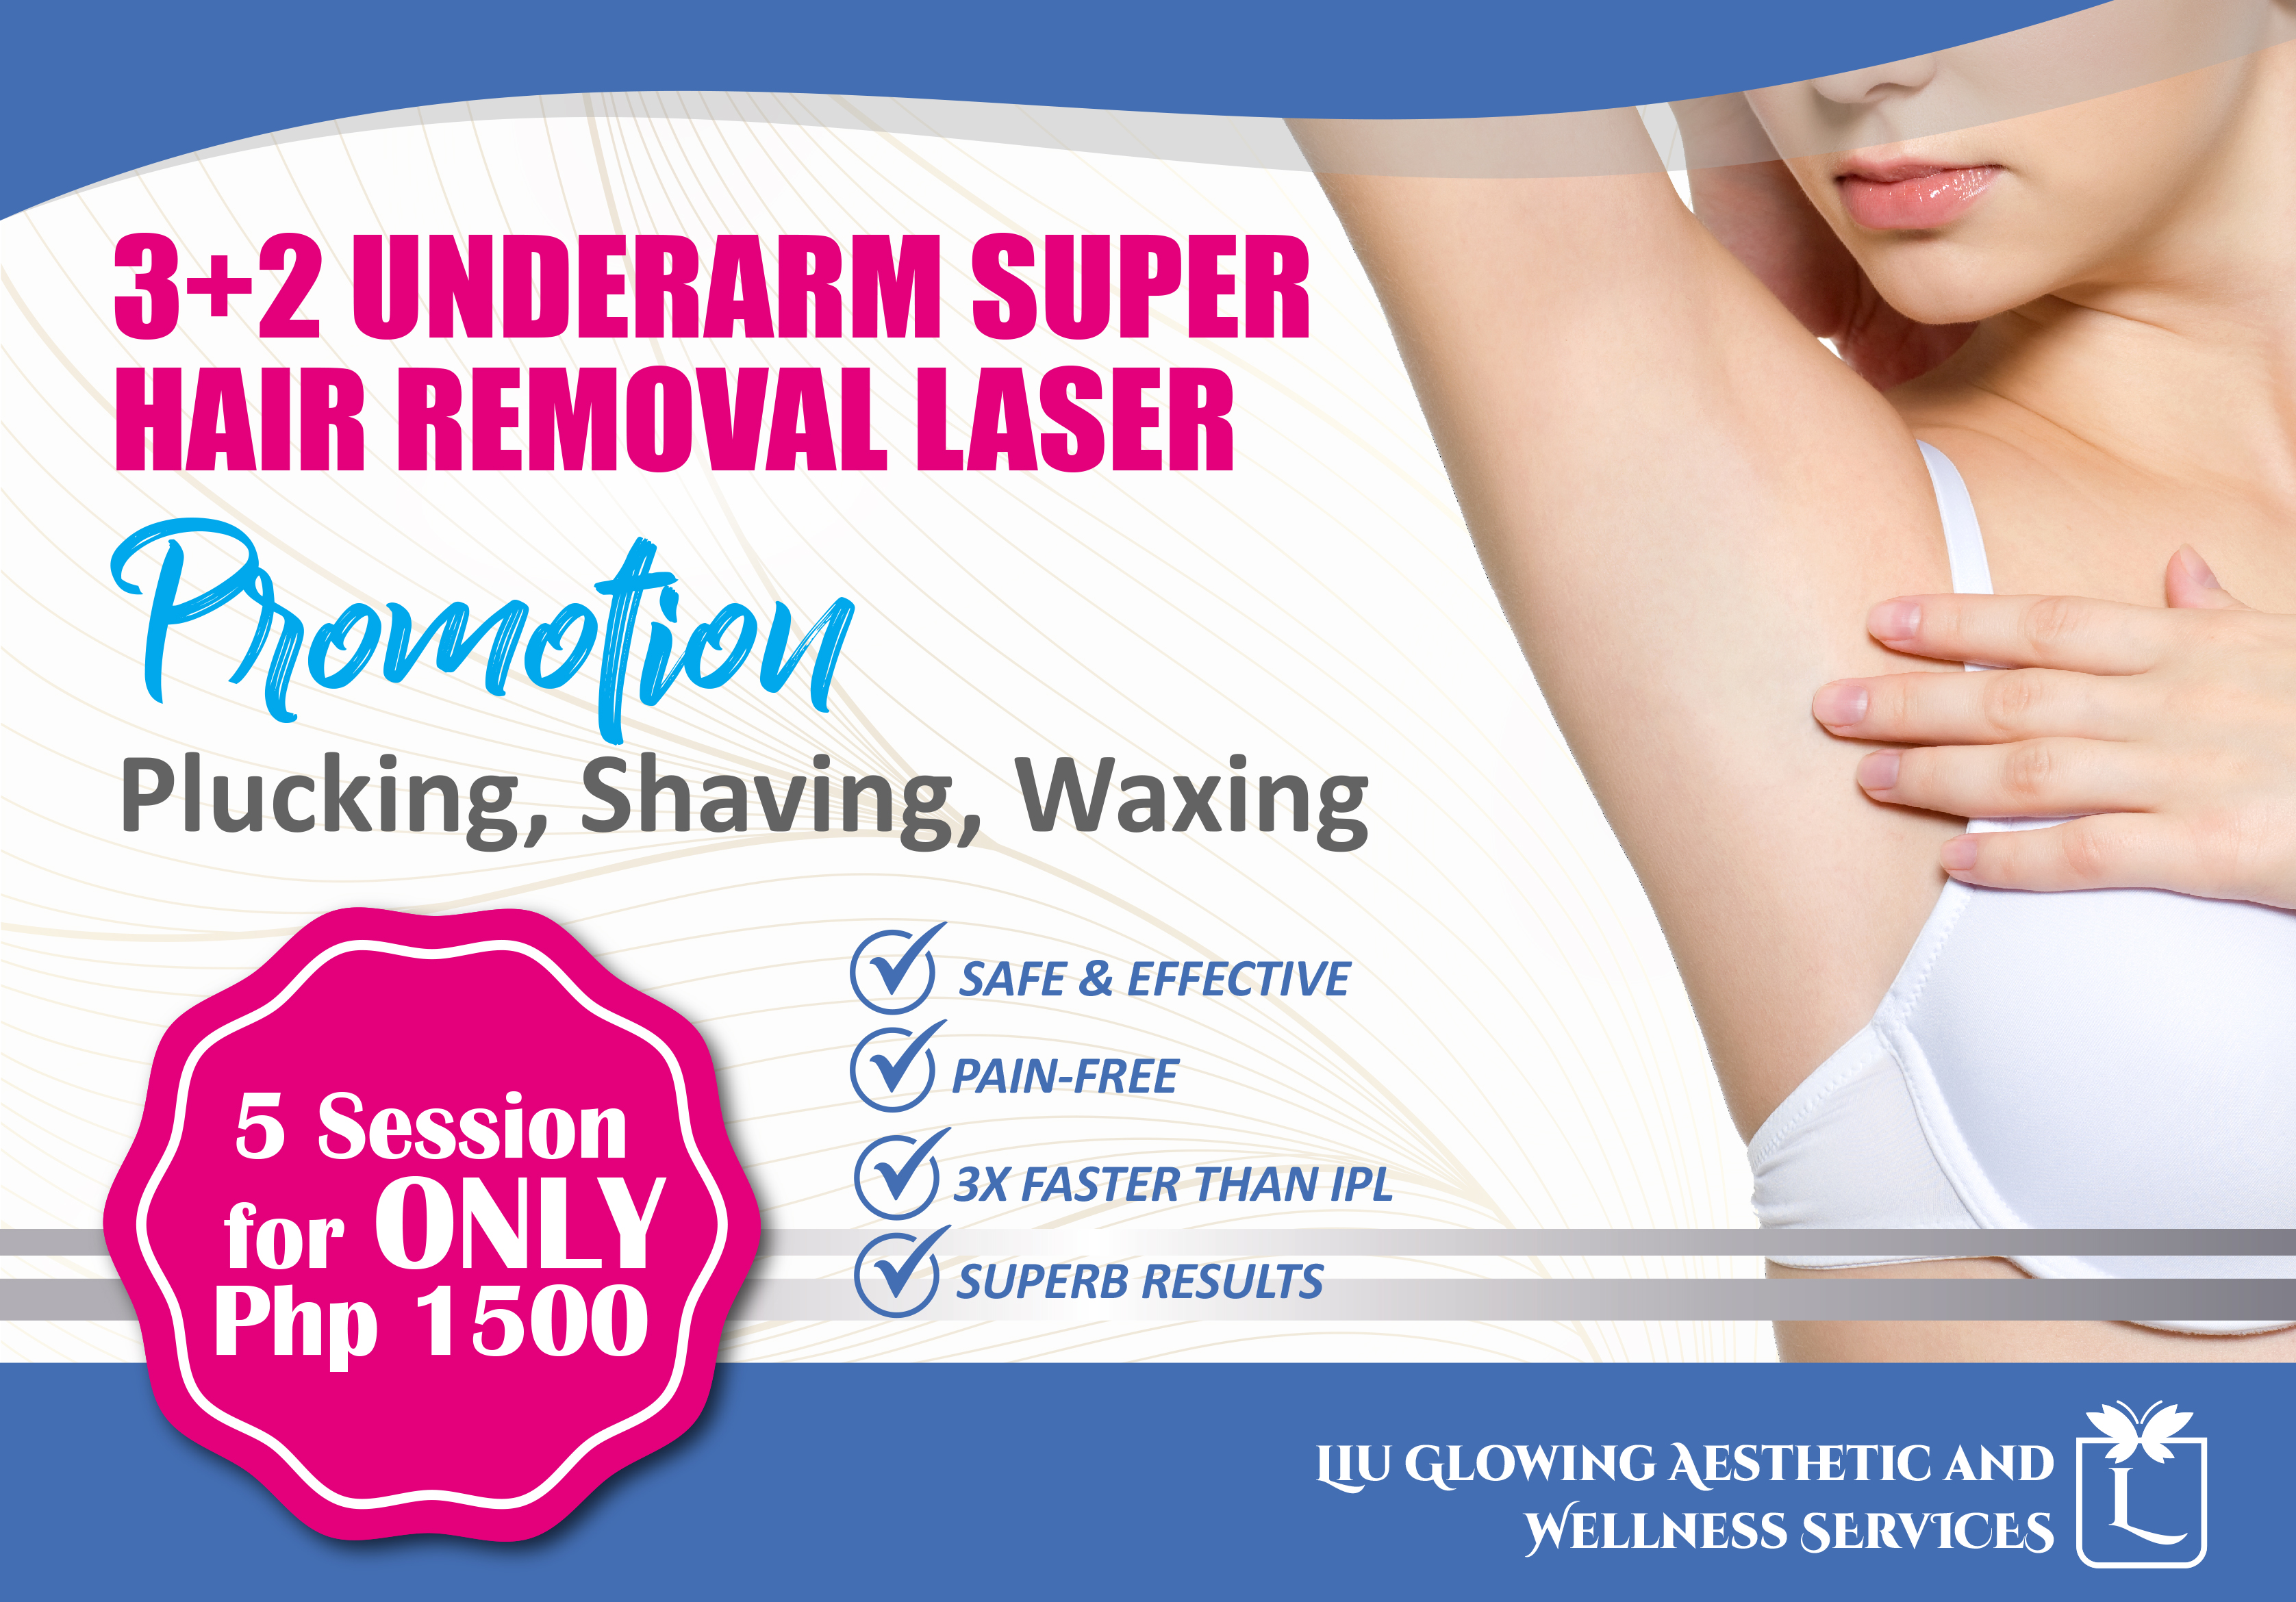 3+2 UNDERARM SUPER
HAIR REMOVAL LASER
Promotion
Plucking, Shaving, Waxing
SAFE & EFFECTIVE
PAIN-FREE
3X FASTER THAN IPL
SUPERB RESULTS
5 Session
for ONLY
Php 1500
LIU GLOWING AESTHETIC AND
WELLNESS SERVICES
L